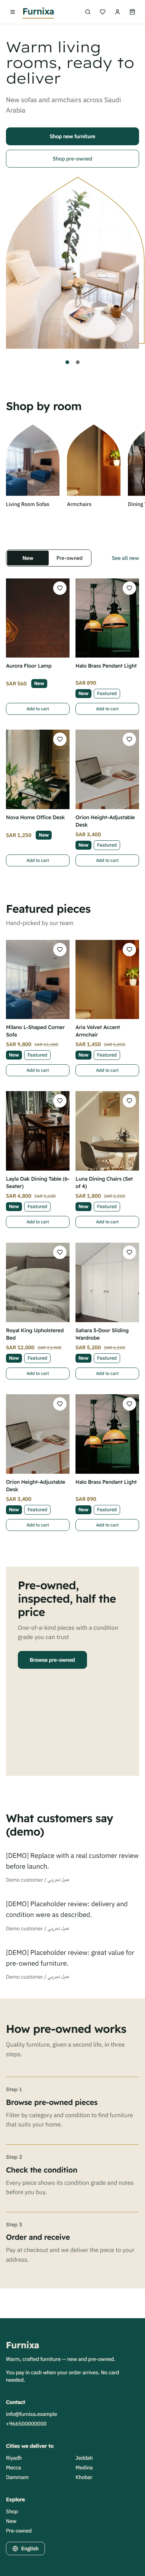 Furnixa
Warm living
rooms, ready to
deliver
New sofas and armchairs across Saudi
Arabia
Shop new furniture
Shop pre-owned
Shop by room
Living Room Sofas
Armchairs
Dining
New
Pre-owned
See all new
Aurora Floor Lamp
SAR 560
New
Add to cart
Halo Brass Pendant Light
SAR 890
New
Featured
Add to cart
Nova Home Office Desk
SAR 1,250
New
Add to cart
Orion Height-Adjustable
Desk
SAR 3,400
New
Featured
Add to cart
Featured pieces
Hand-picked by our team
Milano L-Shaped Corner
Sofa
SAR 9,800
New
Featured
Add to cart
Aria Velvet Accent
Armchair
SAR 1,450
New
Featured
Add to cart
Layla Oak Dining Table (6-
Seater)
SAR 4,800
New
Featured
Add to cart
Luna Dining Chairs (Set
of 4)
SAR 1,800
New
Featured
Add to cart
Royal King Upholstered
Bed
SAR 12,000
New
Featured
Add to cart
Sahara 3-Door Sliding
Wardrobe
SAR 5,200
New
Featured
Add to cart
Orion Height-Adjustable
Desk
SAR 3,400
New
Featured
Add to cart
Halo Brass Pendant Light
SAR 890
New
Featured
Add to cart
Pre-owned,
inspected, half the
price
One-of-a-kind pieces with a condition
grade you can trust
Browse pre-owned
What customers say
(demo)
[DEMO] Replace with a real customer review
before launch.
Demo customer / عميل تجريبي
[DEMO] Placeholder review: delivery and
condition were as described.
Demo customer / عميل تجريبي
[DEMO] Placeholder review: great value for
pre-owned furniture.
Demo customer / عميل تجريبي
How pre-owned works
Quality furniture, given a second life, in three
steps.
Step 1
Browse pre-owned pieces
Filter by category and condition to find furniture
that suits your home.
Step 2
Check the condition
Every piece shows its condition grade and notes
before you buy.
Step 3
Order and receive
Pay at checkout and we deliver the piece to your
address.
Furnixa
Warm, crafted furniture — new and pre-owned.
You pay in cash when your order arrives. No card
needed.
Contact
info@furnixa.example
+966500000000
Cities we deliver to
Riyadh
Jeddah
Mecca
Medina
Dammam
Khobar
Explore
Shop
New
Pre-owned
English